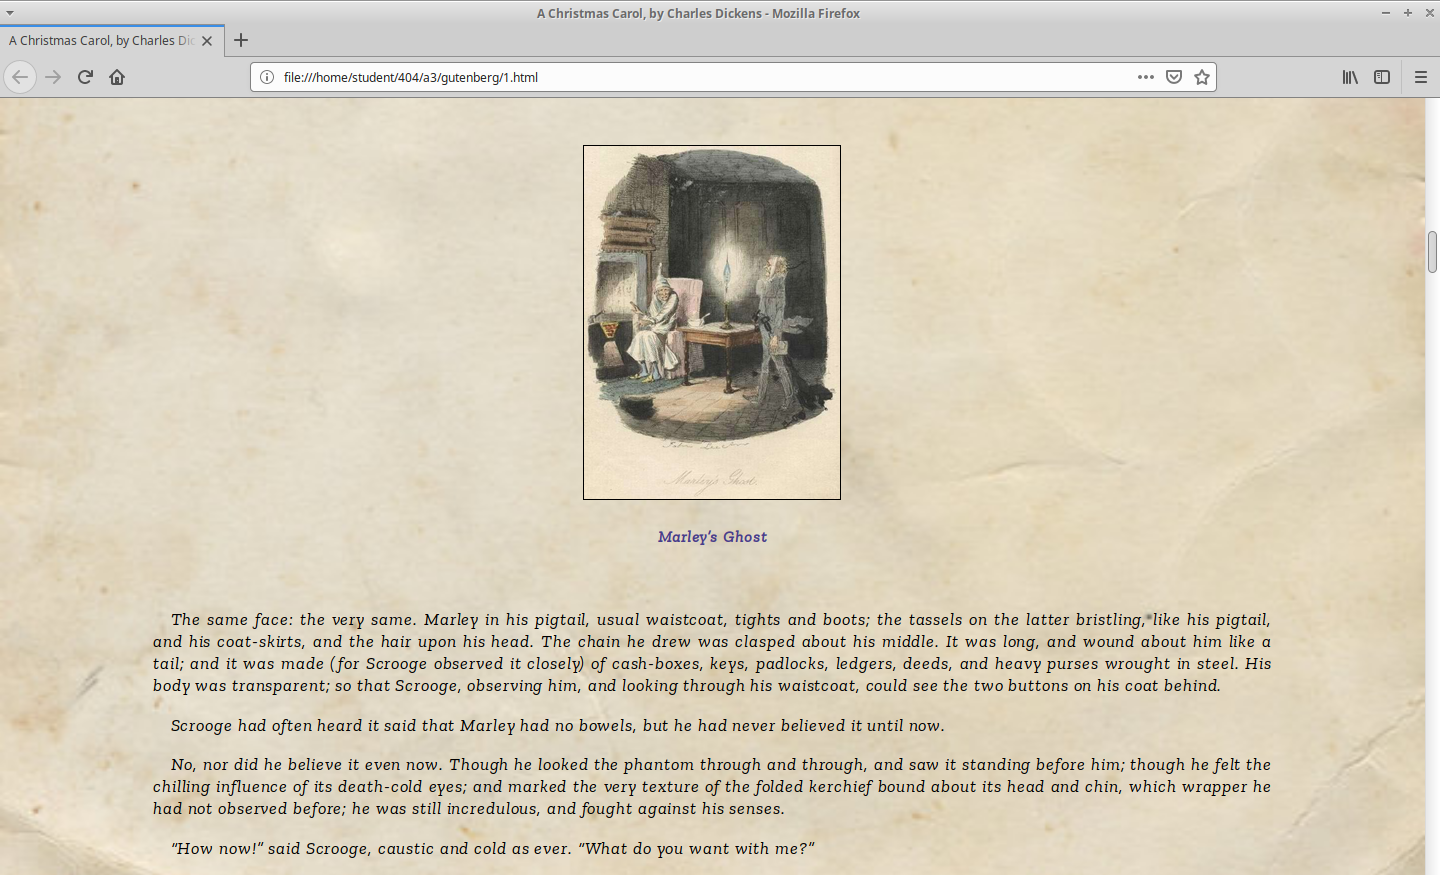 A Christmas Carol, by Charles Dickens - Mozilla Firefox
A Christmas Carol, by Charles Dic
file:///home/student/404/a3/gutenberg/1.html
Marley's Ghost
Marley's Ghost
The same face: the very same. Marley in his pigtail, usual waistcoat, tights and boots; the tassels on the latter bristling, like his pigtail,
and his coat-skirts, and the hair upon his head. The chain he drew was clasped about his middle. It was long, and wound about him like a
tail; and it was made (for Scrooge observed it closely) of cash-boxes, keys, padlocks, ledgers, deeds, and heavy purses wrought in steel. His
body was transparent; so that Scrooge, observing him, and looking through his waistcoat, could see the two buttons on his coat behind.
Scrooge had often heard it said that Marley had no bowels, but he had never believed it until now.
No, nor did he believe it even now. Though he looked the phantom through and through, and saw it standing before him; though he felt the
chilling influence of its death-cold eyes; and marked the very texture of the folded kerchief bound about its head and chin, which wrapper he
had not observed before; he was still incredulous, and fought against his senses.
“How now!” said Scrooge, caustic and cold as ever. “What do you want with me?”